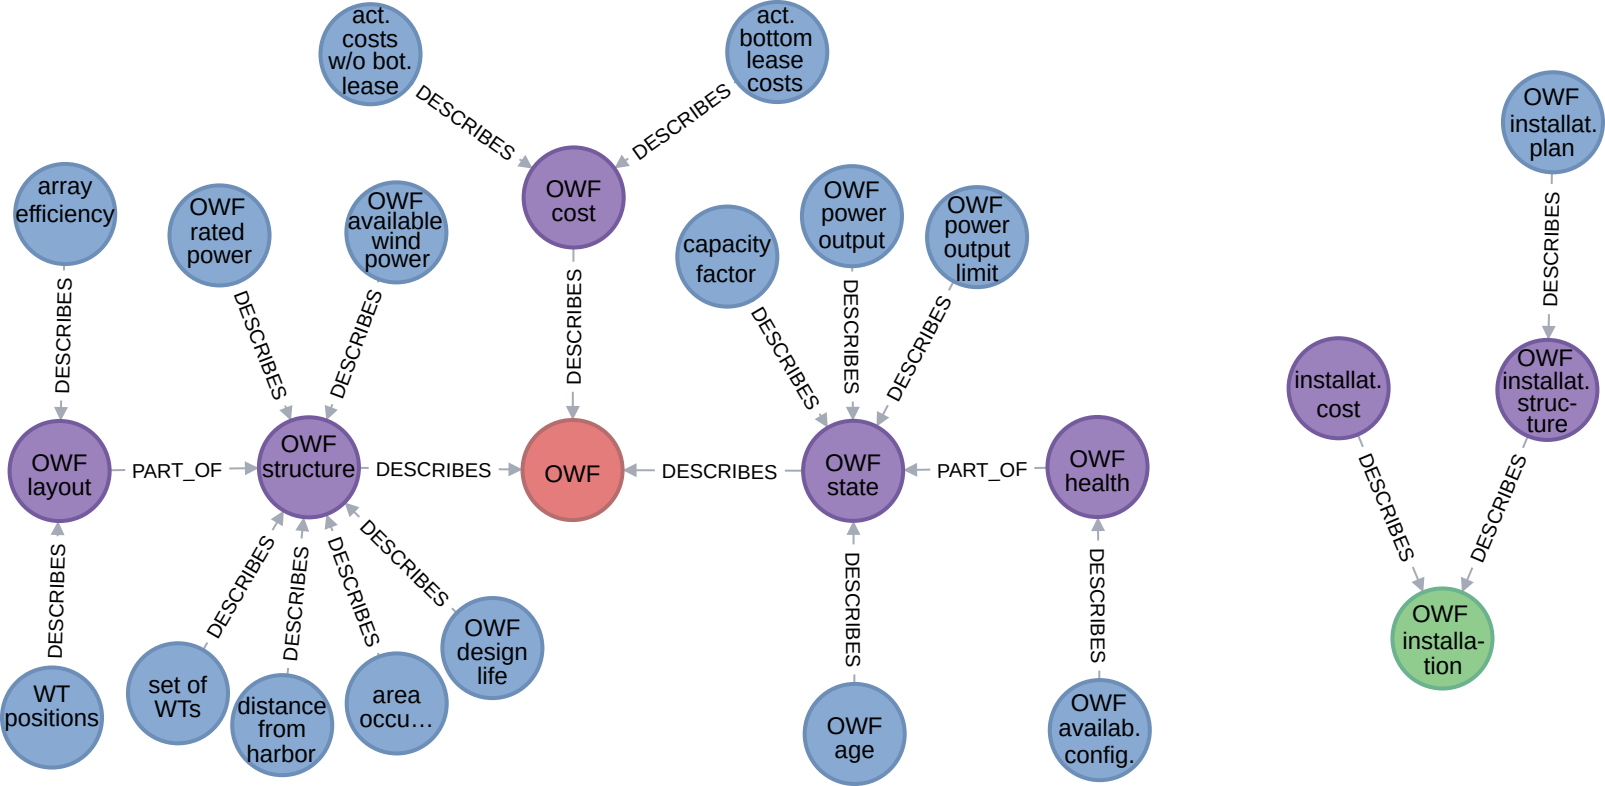 act.
costs
w/o bot.
lease
act.
bottom
lease
costs
DESCRIBES
DESCRIBES
OWF
installat.
plan
array
efficiency
OWF
rated
power
OWF
available
wind
power
OWF
cost
capacity
factor
OWF
power
output
OWF
power
output
limit
DESCRIBES
DESCRIBES
DESCRIBES
DESCRIBES
DESCRIBES
DESCRIBES
DESCRIBES
DESCRIBES
DESCRIBES
installat.
cost
OWF
installat.
struc-
ture
OWF
layout
PART_OF
OWF
structure
DESCRIBES
OWF
DESCRIBES
OWF
state
PART_OF
OWF
health
DESCRIBES
DESCRIBES
DESCRIBES
DESCRIBES
DESCRIBES
DESCRIBES
DESCRIBES
DESCRIBES
DESCRIBES
WT
positions
set of
WTs
distance
from
harbor
area
occu…
OWF
design
life
OWF
age
OWF
availab.
config.
OWF
installa-
tion